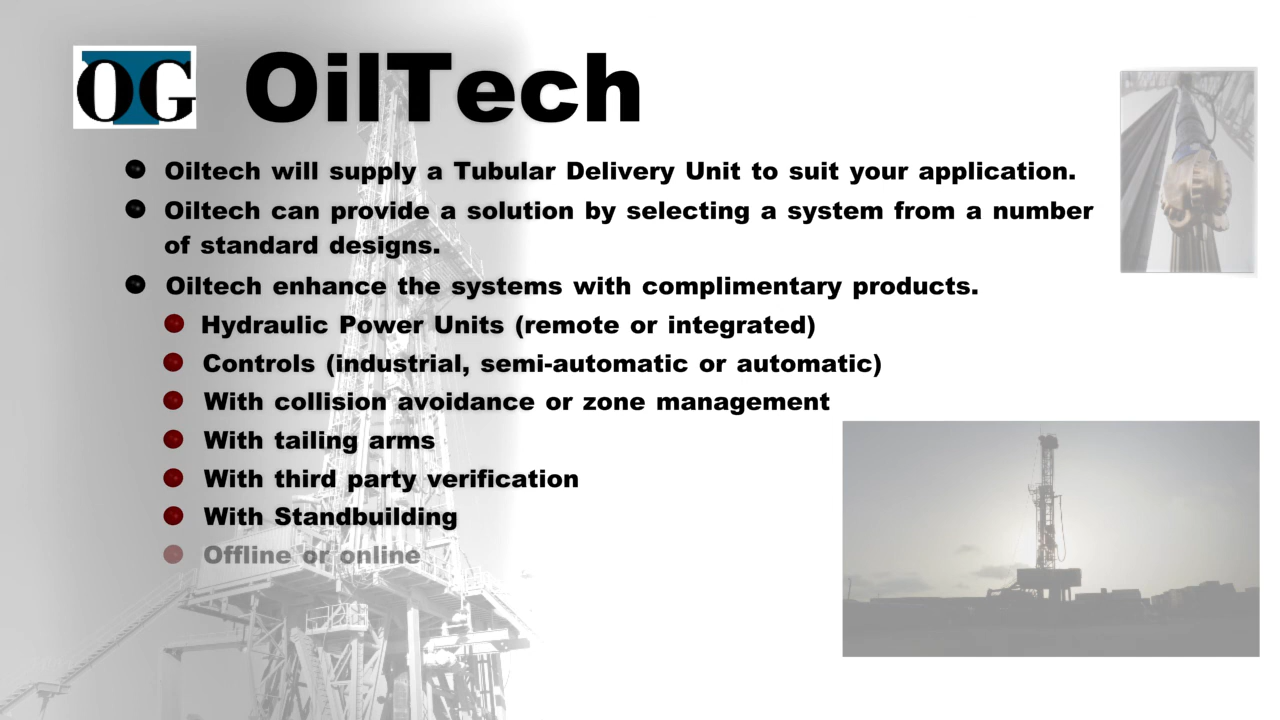 OTG OilTech
Oiltech will supply a Tubular Delivery Unit to suit your application.
Oiltech can provide a solution by selecting a system from a number
of standard designs.
Oiltech enhance the systems with complimentary products.
Hydraulic Power Units (remote or integrated)
Controls (industrial, semi-automatic or automatic)
With collision avoidance or zone management
With tailing arms
With third party verification
With Standbuilding
Offline or online